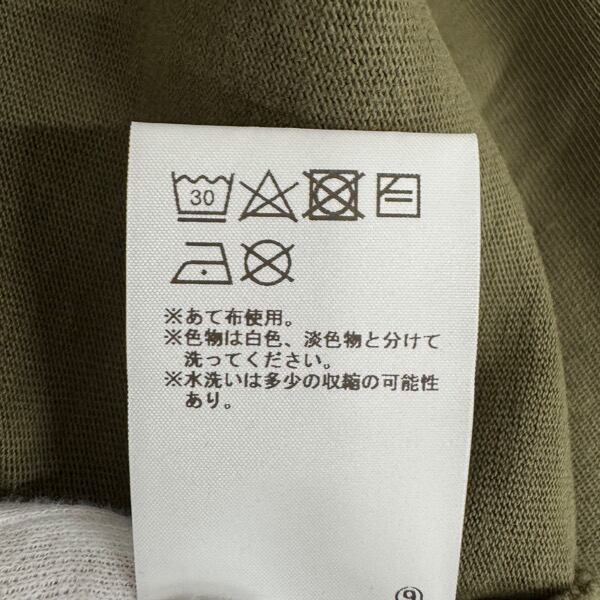 30
※あて布使用。
※色物は白色、淡色物と分けて
洗ってください。
※水洗いは多少の収縮の可能性
あり。
⑨